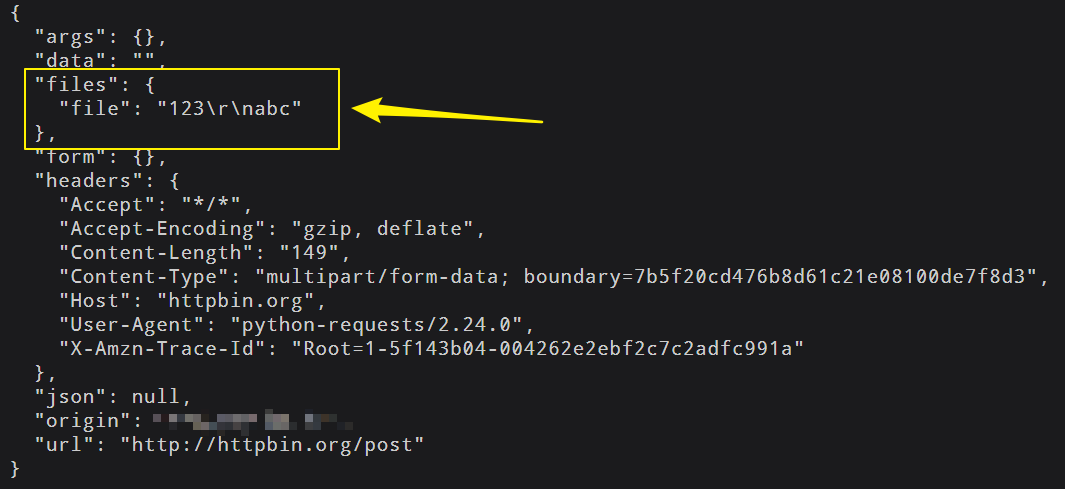 {
  "args": {},
  "data": "",
  "files": {
    "file": "123\r\nabc"
  },
  "form": {},
  "headers": {
    "Accept": "*/*",
    "Accept-Encoding": "gzip, deflate",
    "Content-Length": "149",
    "Content-Type": "multipart/form-data; boundary=7b5f20cd476b8d61c21e08100de7f8d3",
    "Host": "httpbin.org",
    "User-Agent": "python-requests/2.24.0",
    "X-Amzn-Trace-Id": "Root=1-5f143b04-004262e2ebf2c7c2adfc991a"
  },
  "json": null,
  "origin":
  "url": "http://httpbin.org/post"
}